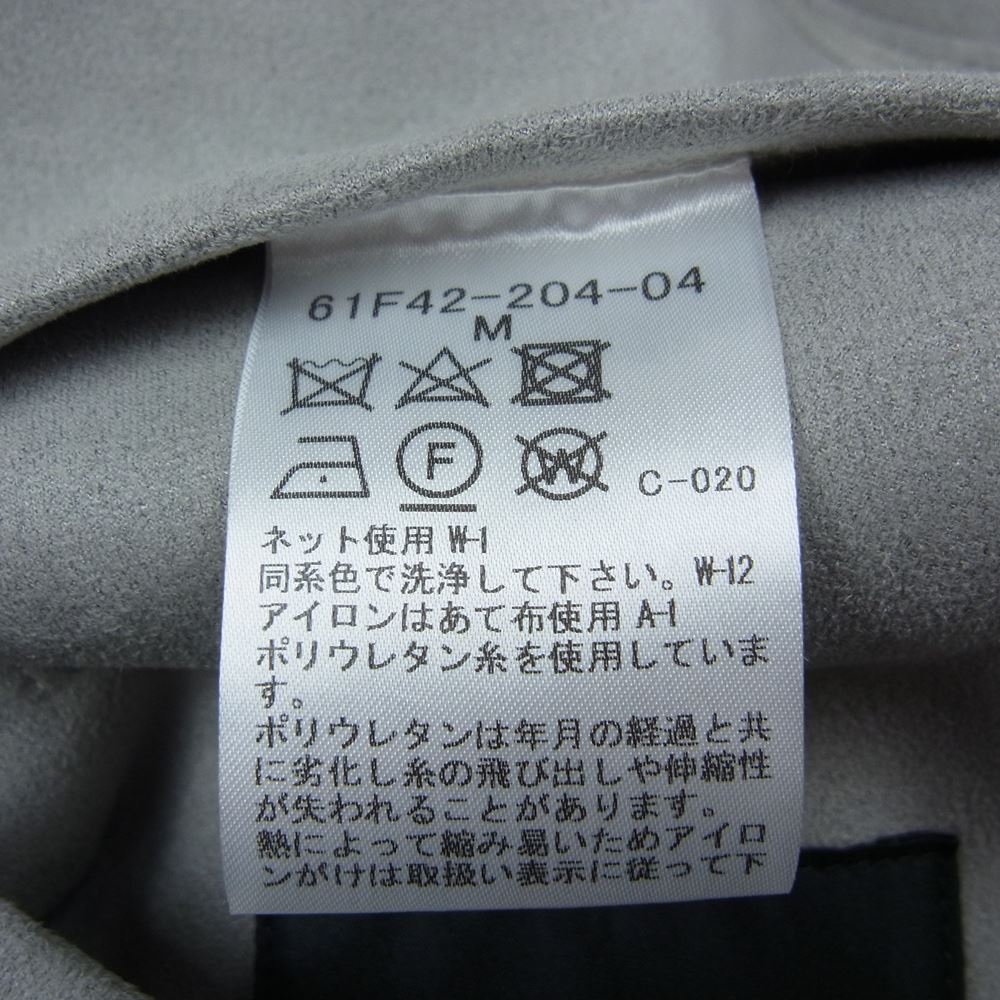 61F42-204-04
M
F W C-020
ネット使用 W-1
同系色で洗浄して下さい。W-12
アイロンはあて布使用 A-1
ポリウレタン糸を使用していま
す。
ポリウレタンは年月の経過と共
に劣化し糸の飛び出しや伸縮性
が失われることがあります。
熱によって縮み易いためアイロ
ンがけは取扱い表示に従って下